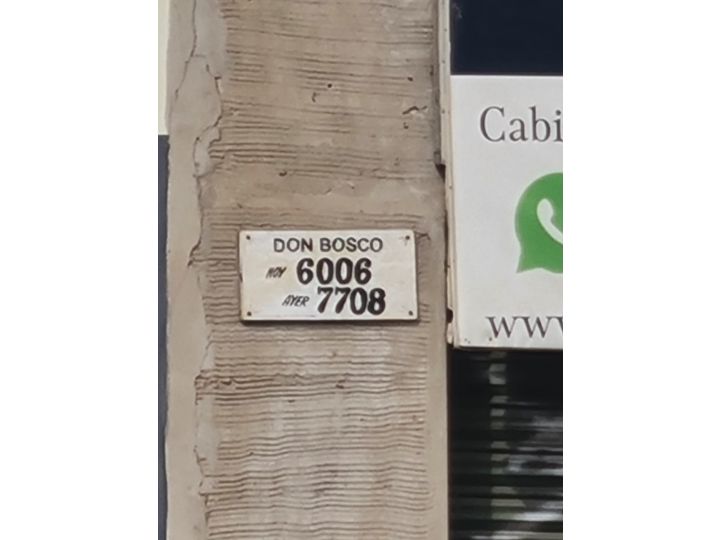 DON BOSCO
HOY 6006
AYER 7708
Cabi
www